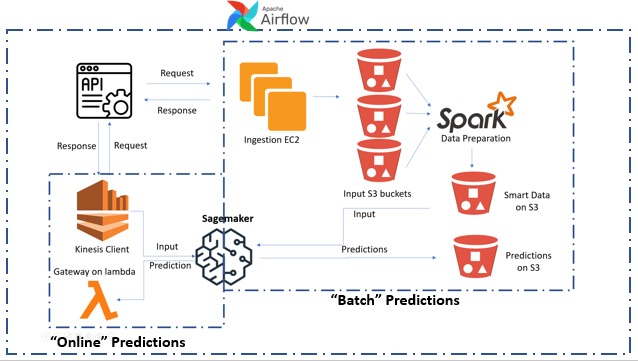 Apache
Airflow
API
Request
Response
Ingestion EC2
Input S3 buckets
Spark
Data Preparation
Response
Request
Smart Data
on S3
Sagemaker
Input
Kinesis Client
Input
Prediction
Predictions
Predictions
on S3
Gateway on lambda
“Batch” Predictions
“Online” Predictions